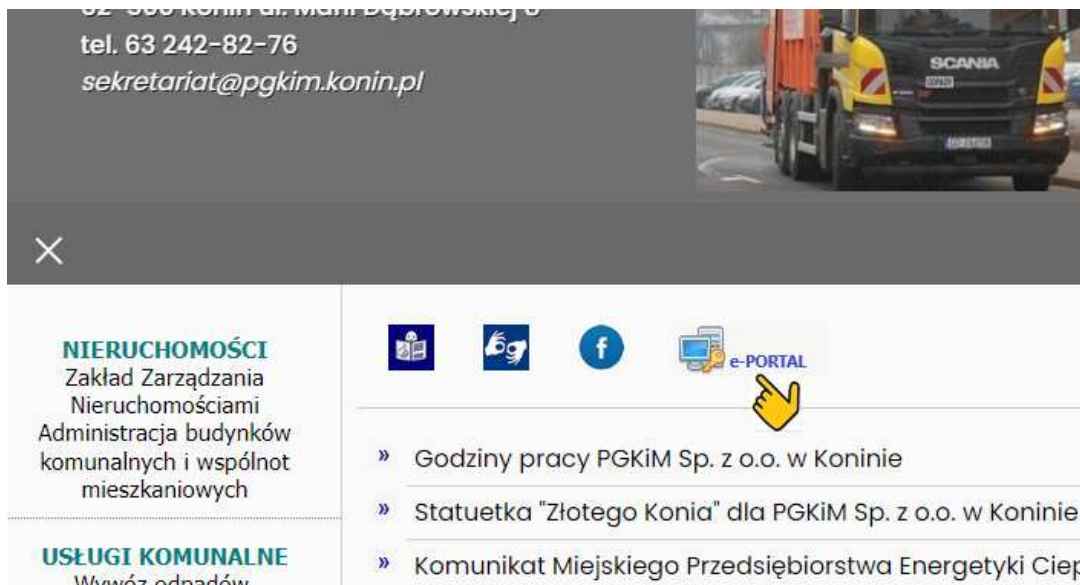 tel. 63 242-82-76
sekretariat@pgkim.konin.pl
SCANIA
NIERUCHOMOŚCI
Zakład Zarządzania
Nieruchomościami
Administracja budynków
komunalnych i wspólnot
mieszkaniowych
USŁUGI KOMUNALNE
Wywóz odpadów
f
e-PORTAL
» Godziny pracy PGKiM Sp. z o.o. w Koninie
» Statuetka "Złotego Konia" dla PGKiM Sp. z o.o. w Koninie
» Komunikat Miejskiego Przedsiębiorstwa Energetyki Ciep